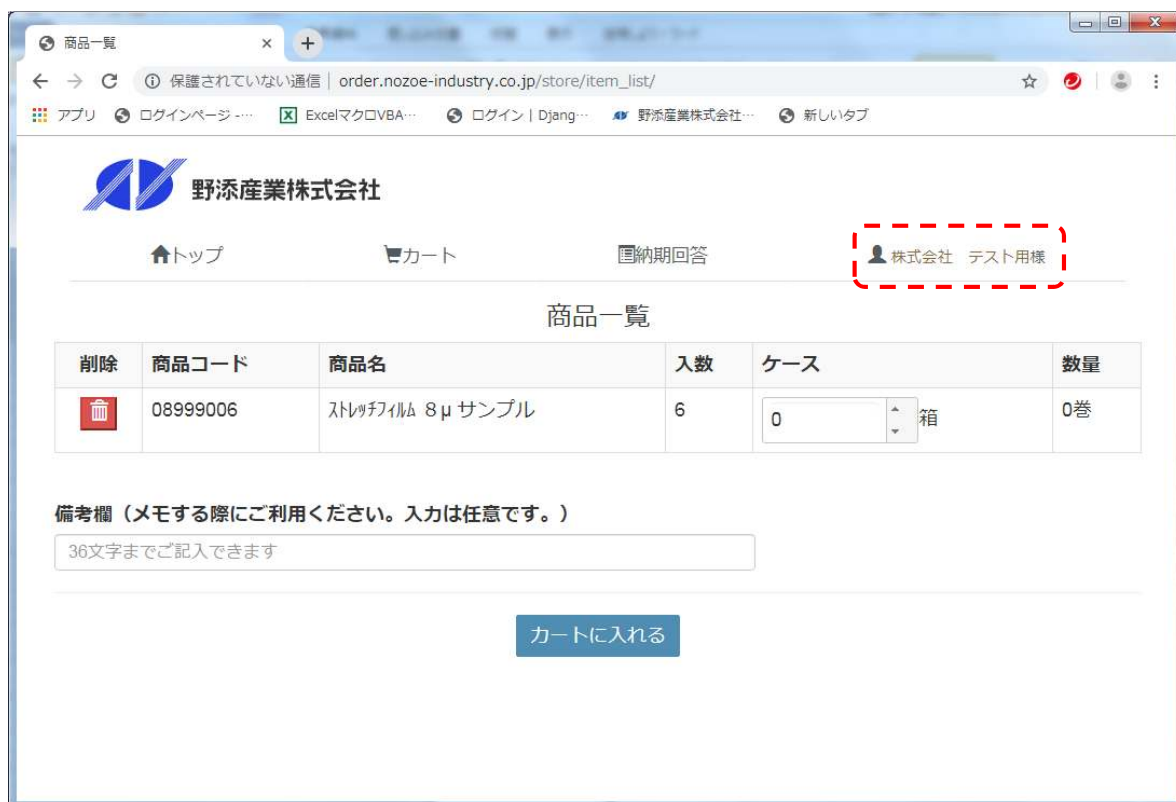 商品一覧
保護されていない通信 | order.nozoe-industry.co.jp/store/item_list/
アプリ ログインページ -… ExcelマクロVBA… ログイン | Djang… 野添産業株式会社… 新しいタブ
野添産業株式会社
トップ カート 納期回答 株式会社 テスト用様
商品一覧
削除 商品コード 商品名 入数 ケース 数量
08999006 ｽﾄﾚｯﾁﾌｨﾙﾑ 8μサンプル 6 0 箱 0巻
備考欄（メモする際にご利用ください。入力は任意です。）
36文字までご記入できます
カートに入れる